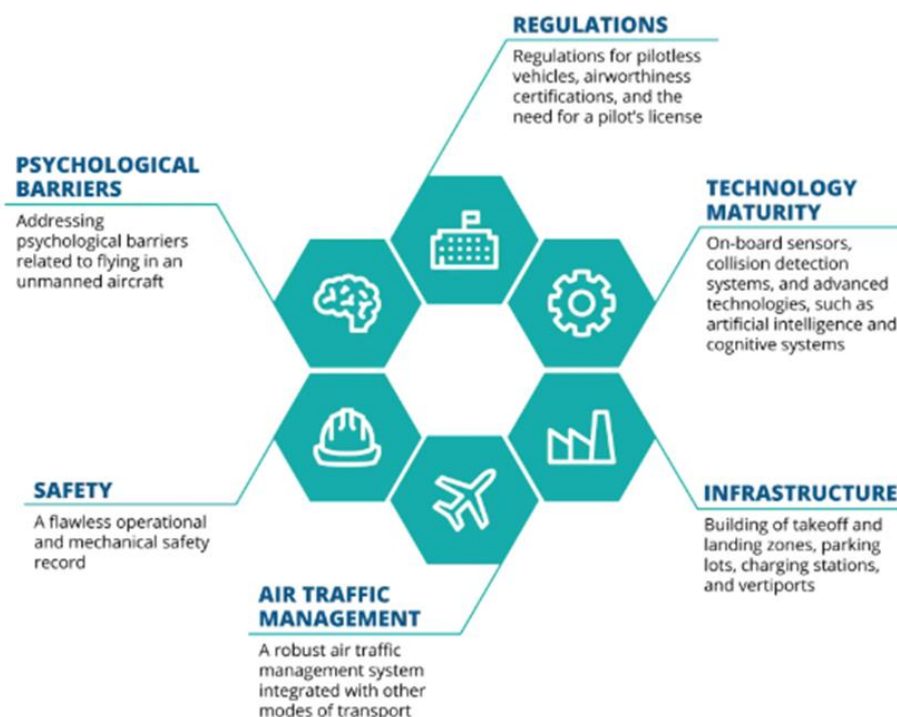 REGULATIONS
Regulations for pilotless
vehicles, airworthiness
certifications, and the
need for a pilot's license
PSYCHOLOGICAL
BARRIERS
Addressing
psychological barriers
related to flying in an
unmanned aircraft
TECHNOLOGY
MATURITY
On-board sensors,
collision detection
systems, and advanced
technologies, such as
artificial intelligence and
cognitive systems
SAFETY
A flawless operational
and mechanical safety
record
INFRASTRUCTURE
Building of takeoff and
landing zones, parking
lots, charging stations,
and vertiports
AIR TRAFFIC
MANAGEMENT
A robust air traffic
management system
integrated with other
modes of transport